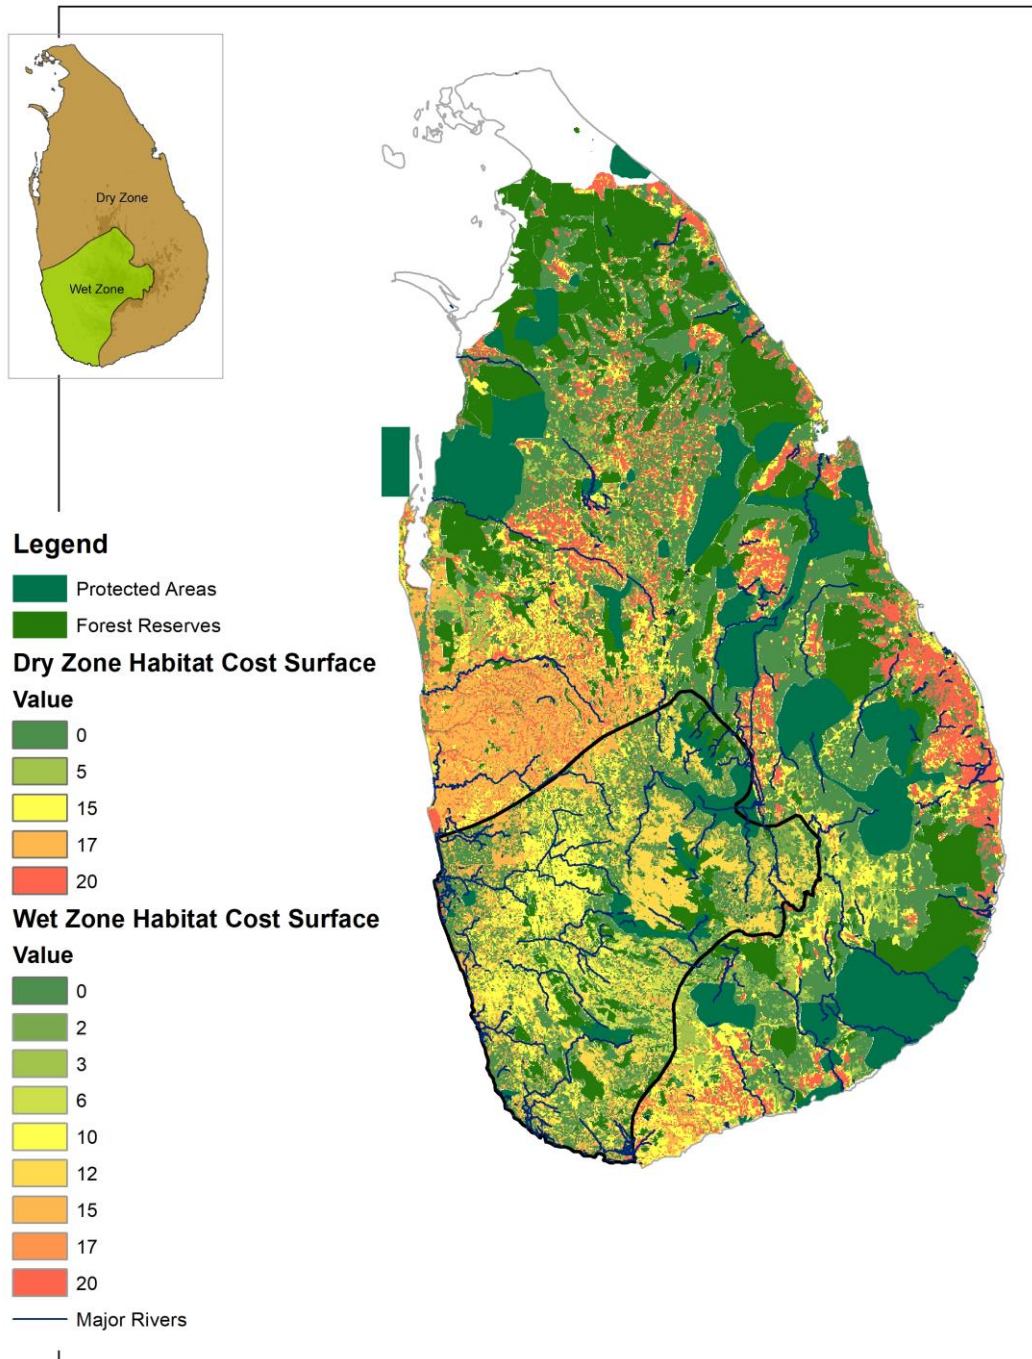 Dry Zone
Wet Zone
Legend
Protected Areas
Forest Reserves
Dry Zone Habitat Cost Surface
Value
0
5
15
17
20
Wet Zone Habitat Cost Surface
Value
0
2
3
6
10
12
15
17
20
Major Rivers